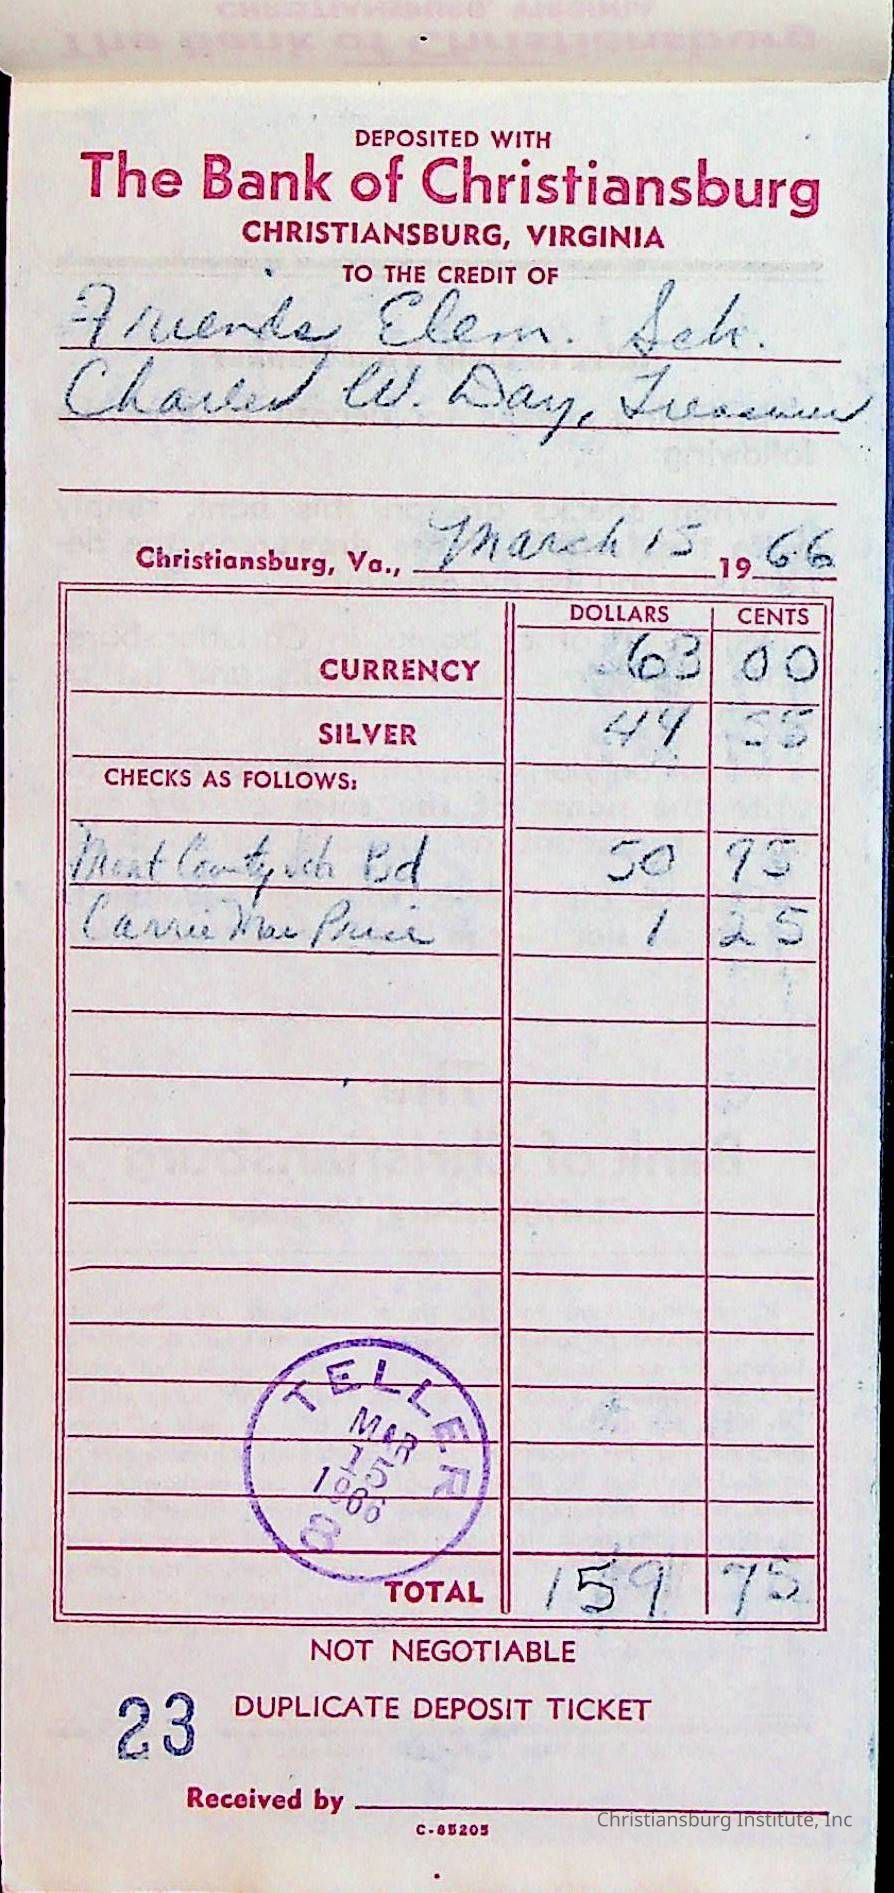 DEPOSITED WITH
The Bank of Christiansburg
CHRISTIANSBURG, VIRGINIA
TO THE CREDIT OF
Friends Elem. Sch.
Charles W. Day, Treasurer
Christiansburg, Va., March 15 19 66
DOLLARS CENTS
CURRENCY 63 00
SILVER 44 55
CHECKS AS FOLLOWS:
Mont County Sch Bd 50 95
Carrie Mae Price 1 25
TELLER
MAR
15
1966
8
TOTAL 159 75
NOT NEGOTIABLE
23 DUPLICATE DEPOSIT TICKET
Received by
C-85205
Christiansburg Institute, Inc